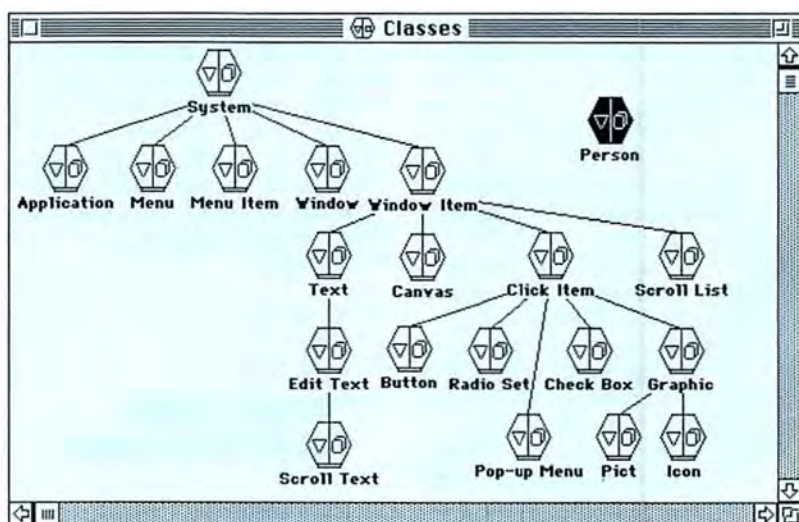 Classes
System
Person
Application Menu Menu Item Window Window Item
Text Canvas Click Item Scroll List
Edit Text Button Radio Set Check Box Graphic
Scroll Text Pop-up Menu Pict Icon